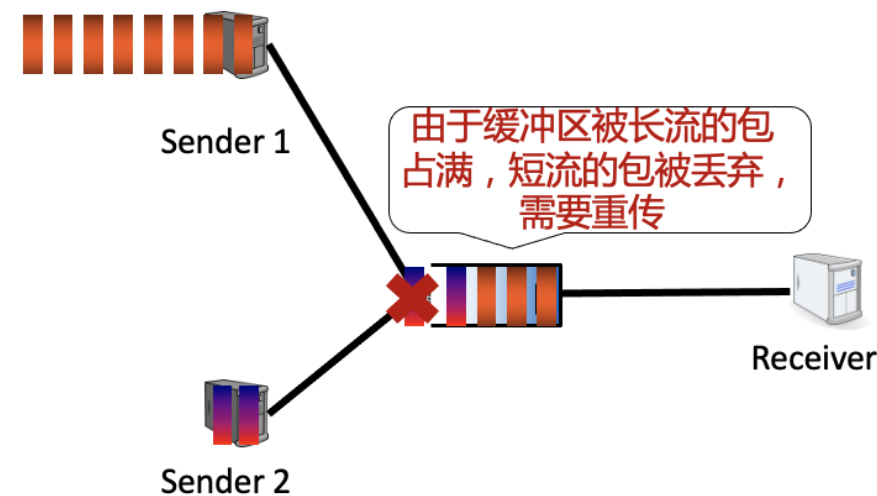 Sender 1
由于缓冲区被长流的包
占满，短流的包被丢弃，
需要重传
Receiver
Sender 2